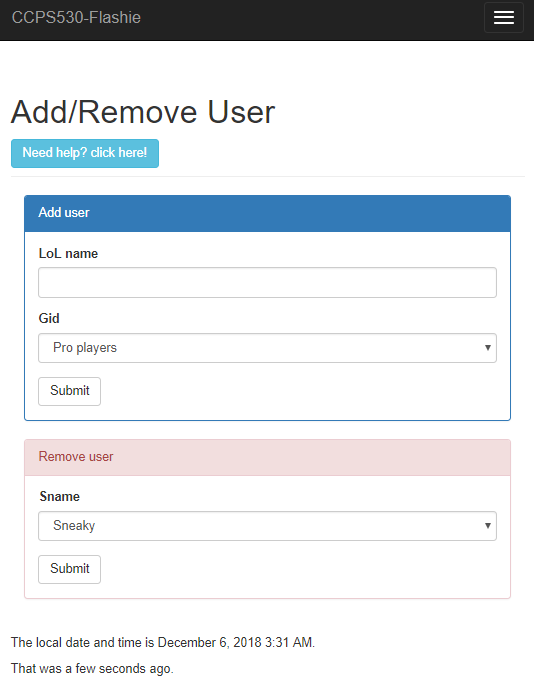 CCPS530-Flashie
Add/Remove User
Need help? click here!
Add user
LoL name
Gid
Pro players
Submit
Remove user
Sname
Sneaky
Submit
The local date and time is December 6, 2018 3:31 AM.
That was a few seconds ago.